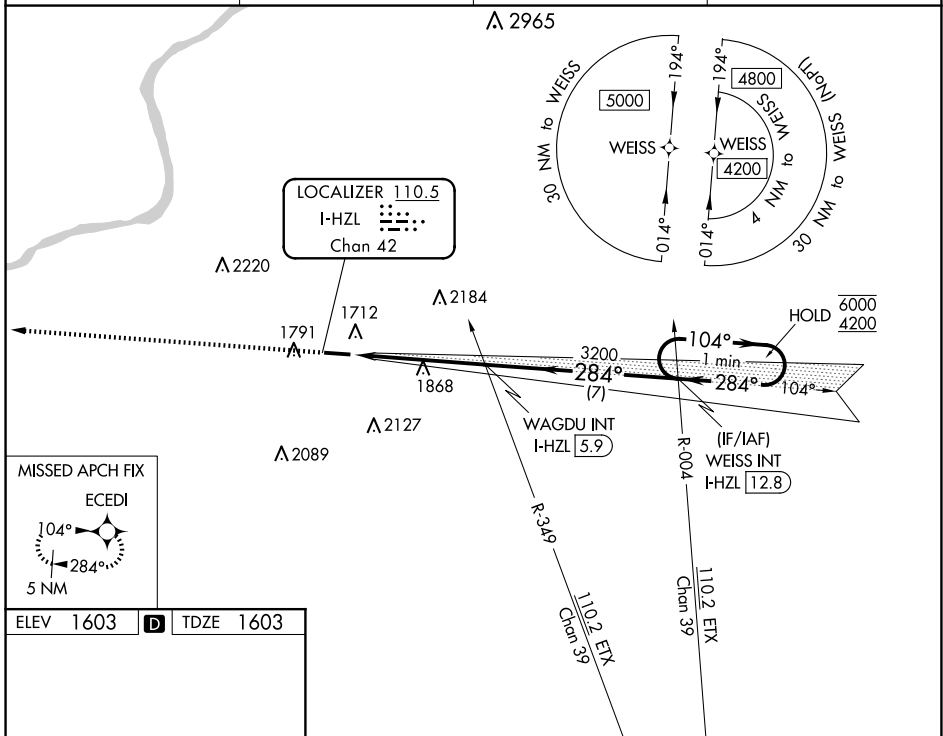 2965
30 NM to WEISS
5000
194°
WEISS
014°
194°
4800
4 NM to WEISS
WEISS
4200
014°
30 NM to WEISS (NoPT)
LOCALIZER 110.5
I-HZL
Chan 42
2220
2184
1712
1791
1868
2127
2089
HOLD
6000
4200
104°
1 min
3200
284°
(7)
284°
104°
WAGDU INT
I-HZL 5.9
(IF/IAF)
WEISS INT
I-HZL 12.8
R-004
R-349
110.2 ETX
Chan 39
110.2 ETX
Chan 39
MISSED APCH FIX
ECEDI
104°
284°
5 NM
ELEV 1603 D TDZE 1603